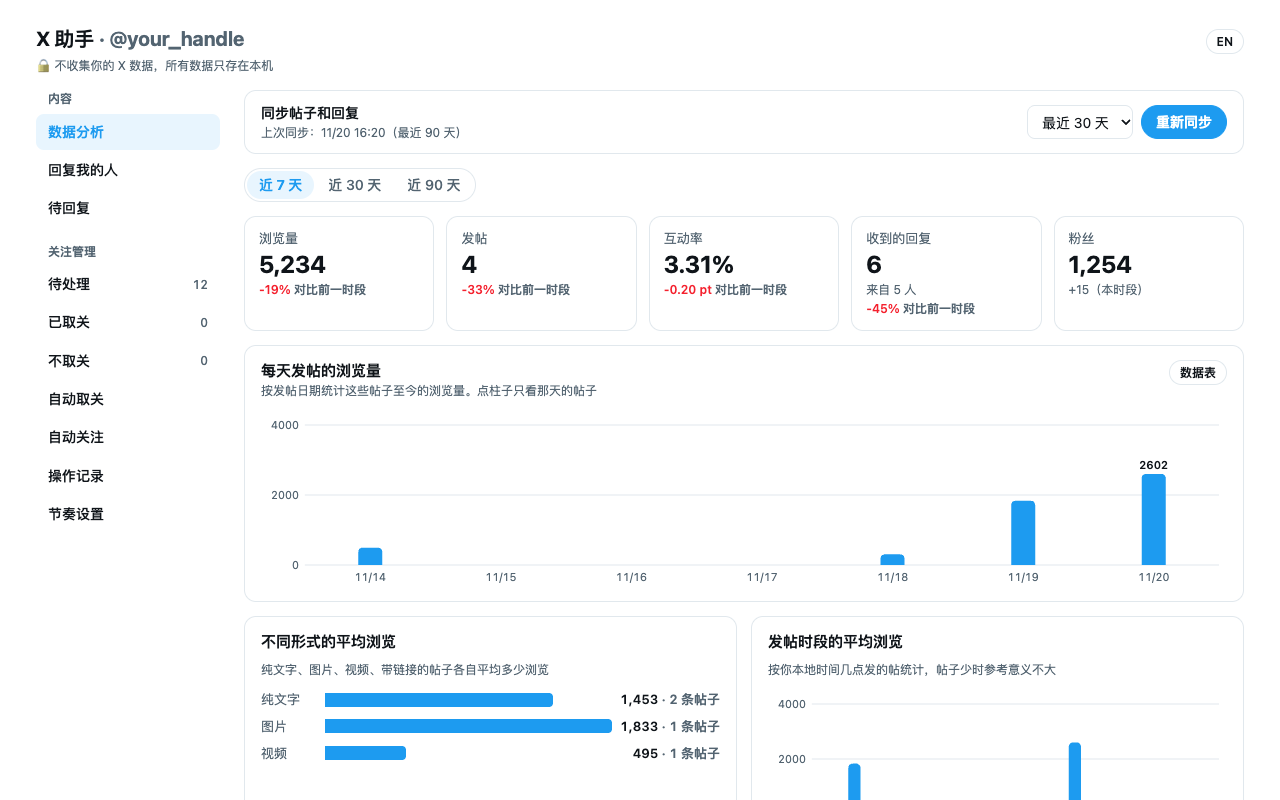 X 助手 · @your_handle
EN
🔒 不收集你的 X 数据，所有数据只存在本机
内容
数据分析
回复我的人
待回复
关注管理
待处理 12
已取关 0
不取关 0
自动取关
自动关注
操作记录
节奏设置
同步帖子和回复
上次同步：11/20 16:20（最近 90 天）
最近 30 天
重新同步
近 7 天 近 30 天 近 90 天
浏览量
5,234
-19% 对比前一时段
发帖
4
-33% 对比前一时段
互动率
3.31%
-0.20 pt 对比前一时段
收到的回复
6
来自 5 人
-45% 对比前一时段
粉丝
1,254
+15（本时段）
每天发帖的浏览量
数据表
按发帖日期统计这些帖子至今的浏览量。点柱子只看那天的帖子
4000
2602
2000
0
11/14 11/15 11/16 11/17 11/18 11/19 11/20
不同形式的平均浏览
纯文字、图片、视频、带链接的帖子各自平均多少浏览
纯文字 1,453 · 2 条帖子
图片 1,833 · 1 条帖子
视频 495 · 1 条帖子
发帖时段的平均浏览
按你本地时间几点发的帖统计，帖子少时参考意义不大
4000
2000